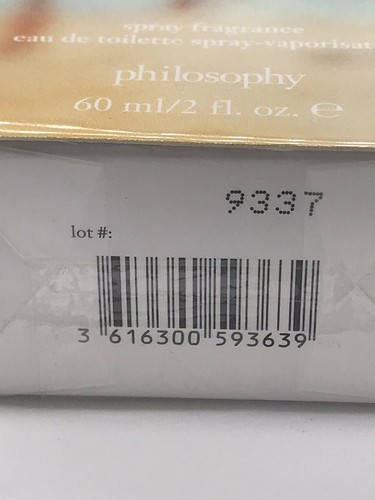 spray fragrance
eau de toilette spray-vaporisat
philosophy
60 ml/2 fl. oz. ℮
9337
lot #:
3 616300 593639